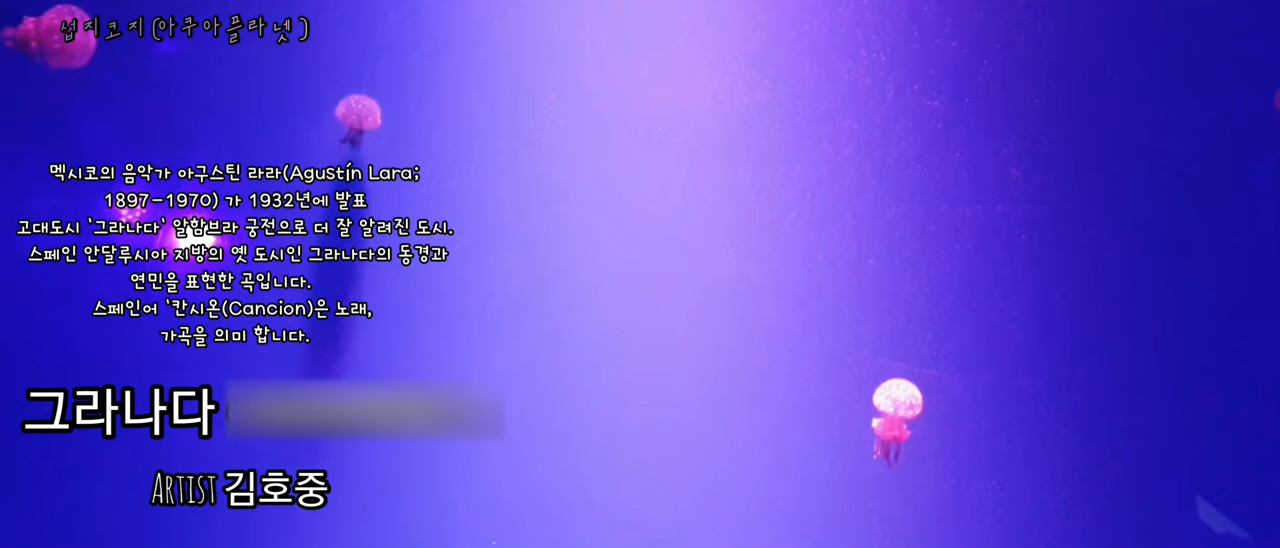 섭지코지(아쿠아플라넷)
멕시코의 음악가 아구스틴 라라(Agustín Lara;
1897-1970) 가 1932년에 발표
고대도시 '그라나다' 알함브라 궁전으로 더 잘 알려진 도시.
스페인 안달루시아 지방의 옛 도시인 그라나다의 동경과
연민을 표현한 곡입니다.
스페인어 '칸시온(Cancion)은 노래,
가곡을 의미 합니다.
그라나다
ARTIST 김호중